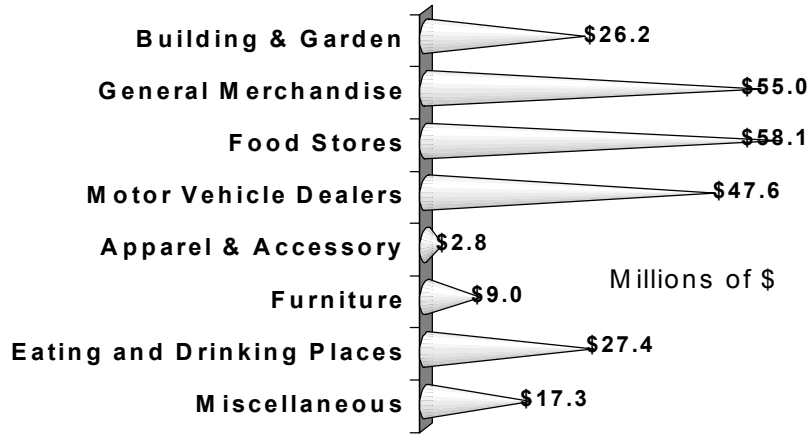 Building & Garden $26.2
General Merchandise $55.0
Food Stores $58.1
Motor Vehicle Dealers $47.6
Apparel & Accessory $2.8
Millions of $
Furniture $9.0
Eating and Drinking Places $27.4
Miscellaneous $17.3